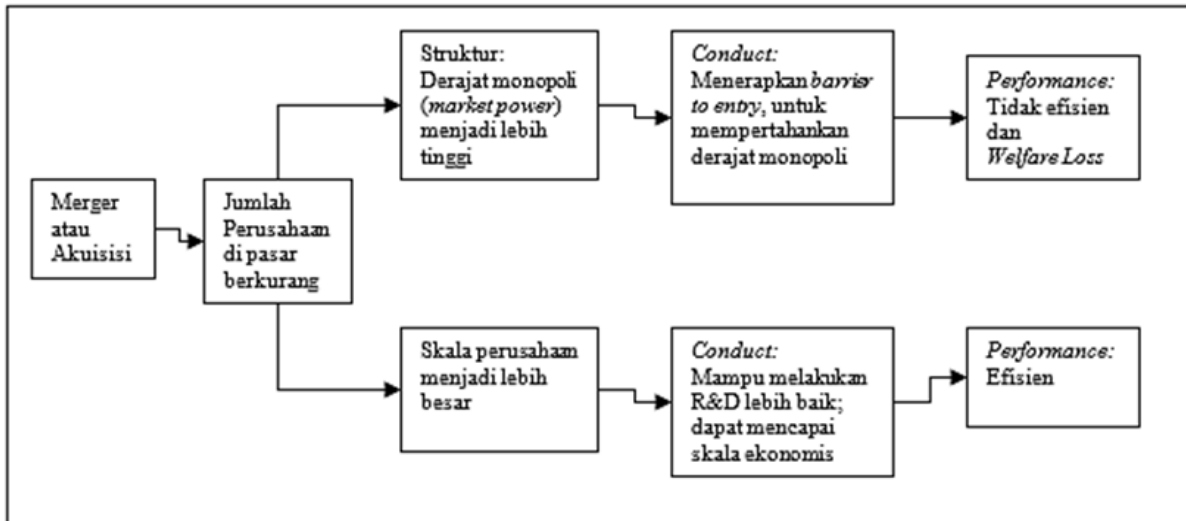 Merger
atau
Akuisisi
Jumlah
Perusahaan
di pasar
berkurang
Struktur:
Derajat monopoli
(market power)
menjadi lebih
tinggi
Conduct:
Menerapkan barrier
to entry, untuk
mempertahankan
derajat monopoli
Performance:
Tidak efisien
dan
Welfare Loss
Skala perusahaan
menjadi lebih
besar
Conduct:
Mampu melakukan
R&D lebih baik;
dapat mencapai
skala ekonomis
Performance:
Efisien